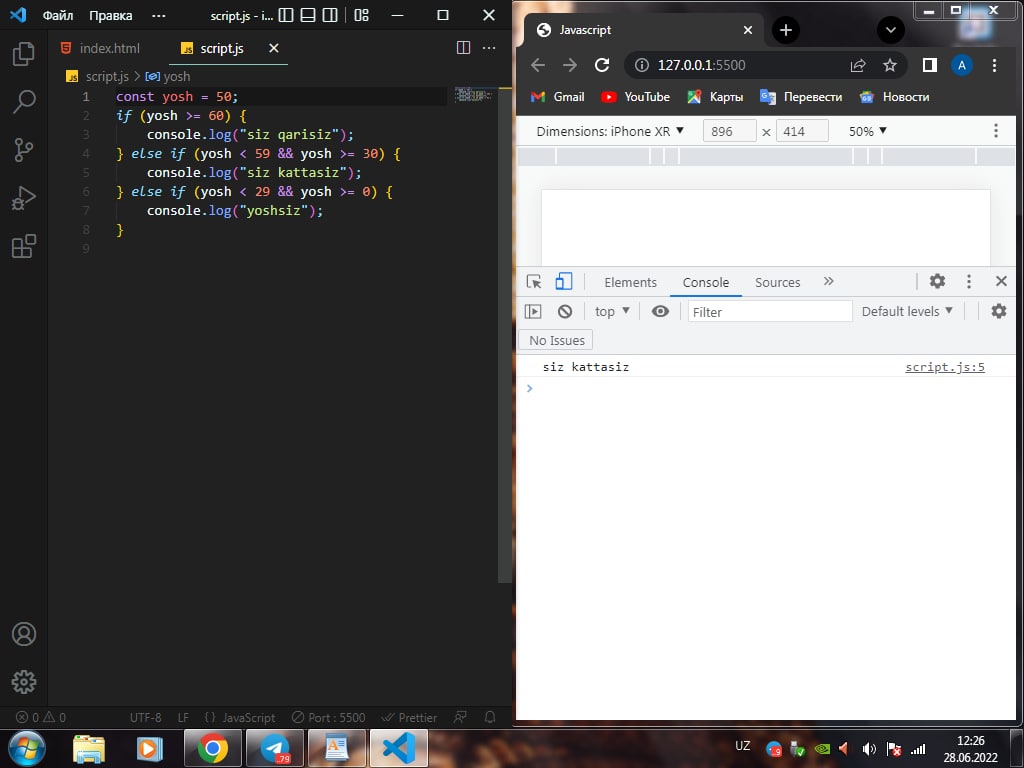 Файл Правка ··· script.js - i...
index.html script.js
script.js > yosh
1 const yosh = 50;
2 if (yosh >= 60) {
3 console.log("siz qarisiz");
4 } else if (yosh < 59 && yosh >= 30) {
5 console.log("siz kattasiz");
6 } else if (yosh < 29 && yosh >= 0) {
7 console.log("yoshsiz");
8 }
9
0 0 UTF-8 LF {} JavaScript Port : 5500 Prettier
Javascript
127.0.0.1:5500
Gmail YouTube Карты Перевести Новости
Dimensions: iPhone XR ▼ 896 × 414 50% ▼
Elements Console Sources »
top ▼ Filter Default levels ▼
No Issues
siz kattasiz script.js:5
>
79 UZ 12:26
28.06.2022